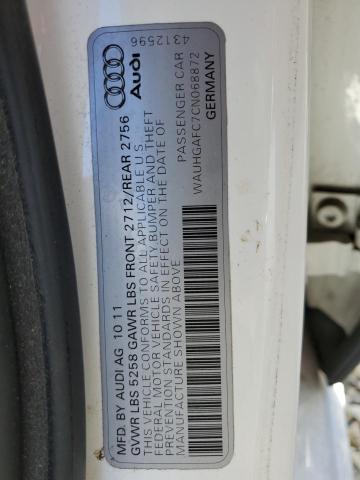 4312596
Audi
MFD. BY AUDI AG 10 11
GVWR LBS 5258 GAWR LBS FRONT 2712/REAR 2756
THIS VEHICLE CONFORMS TO ALL APPLICABLE U S
FEDERAL MOTOR VEHICLE SAFETY BUMPER AND THEFT
PREVENTION STANDARDS IN EFFECT ON THE DATE OF
MANUFACTURE SHOWN ABOVE
PASSENGER CAR
WAUHGAFC7CN068872
GERMANY